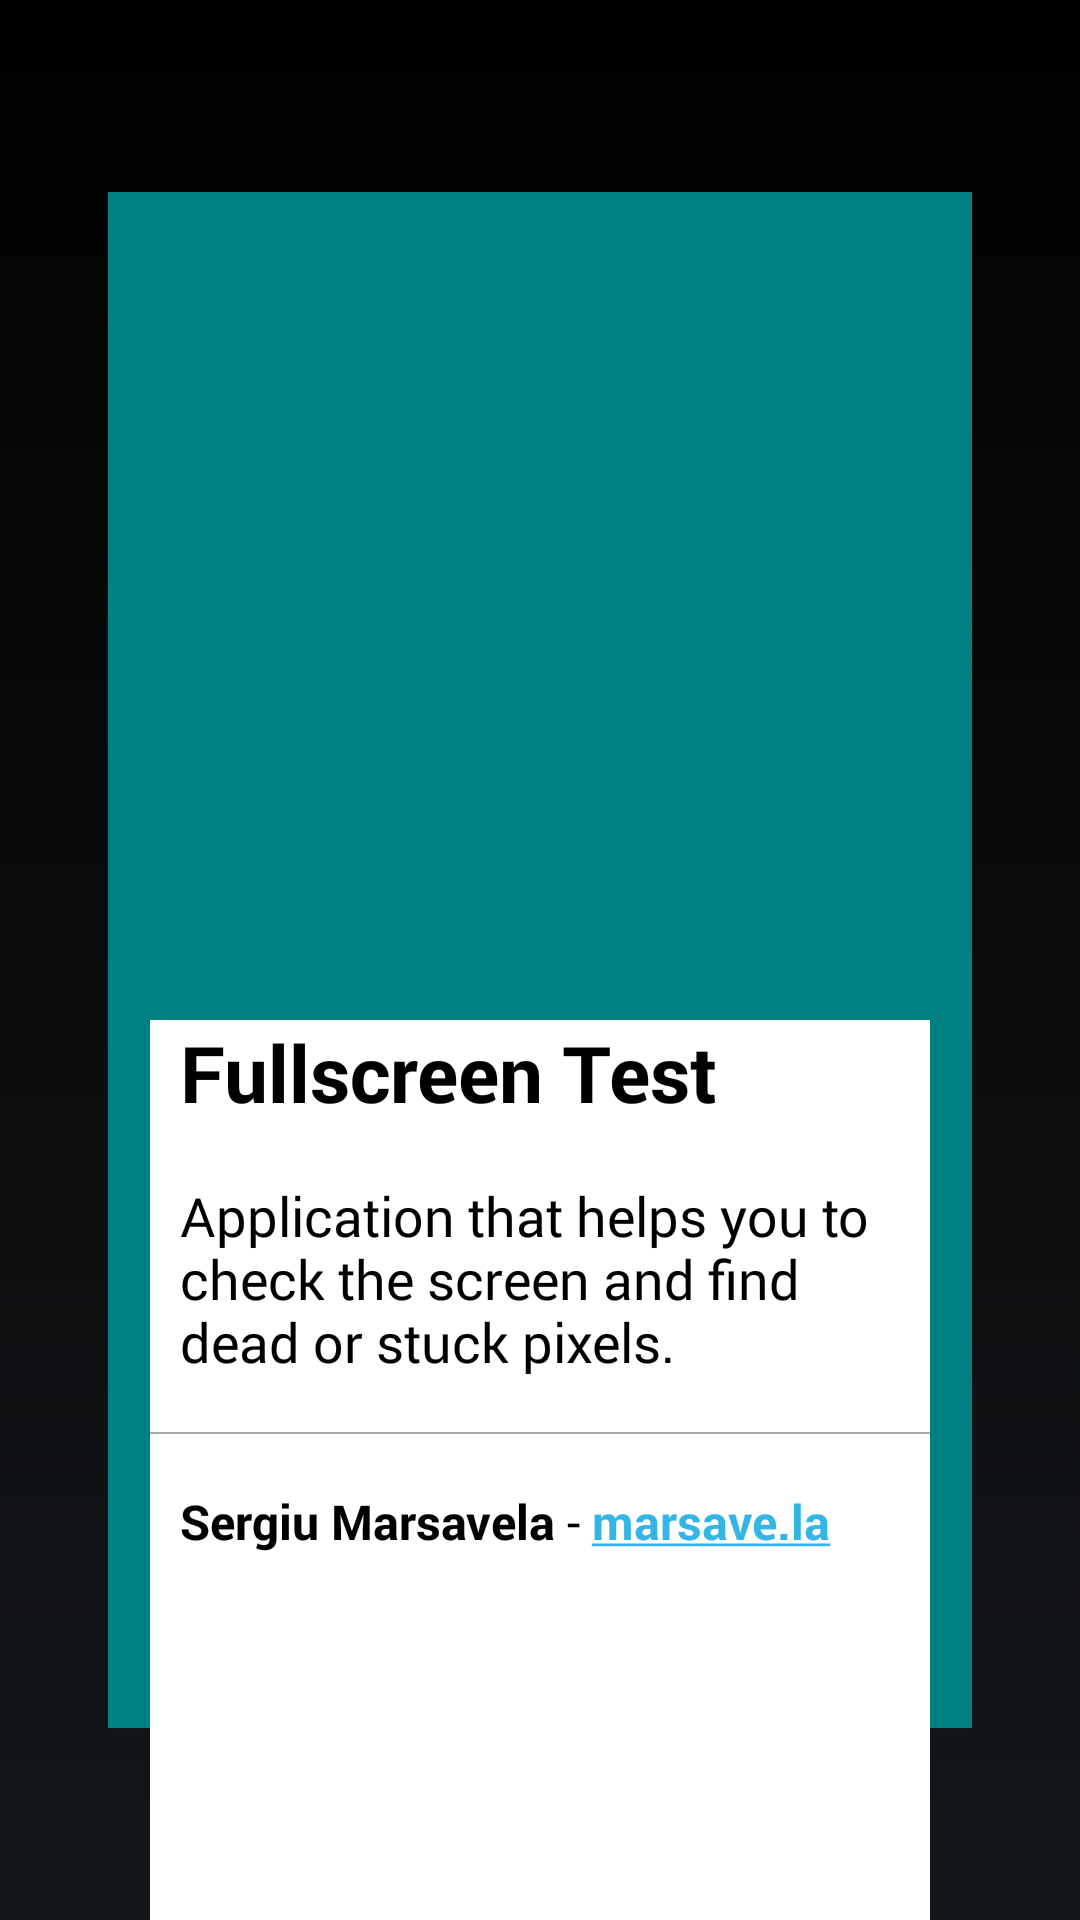 Fullscreen Test
Application that helps you to
check the screen and find
dead or stuck pixels.
Sergiu Marsavela - marsave.la